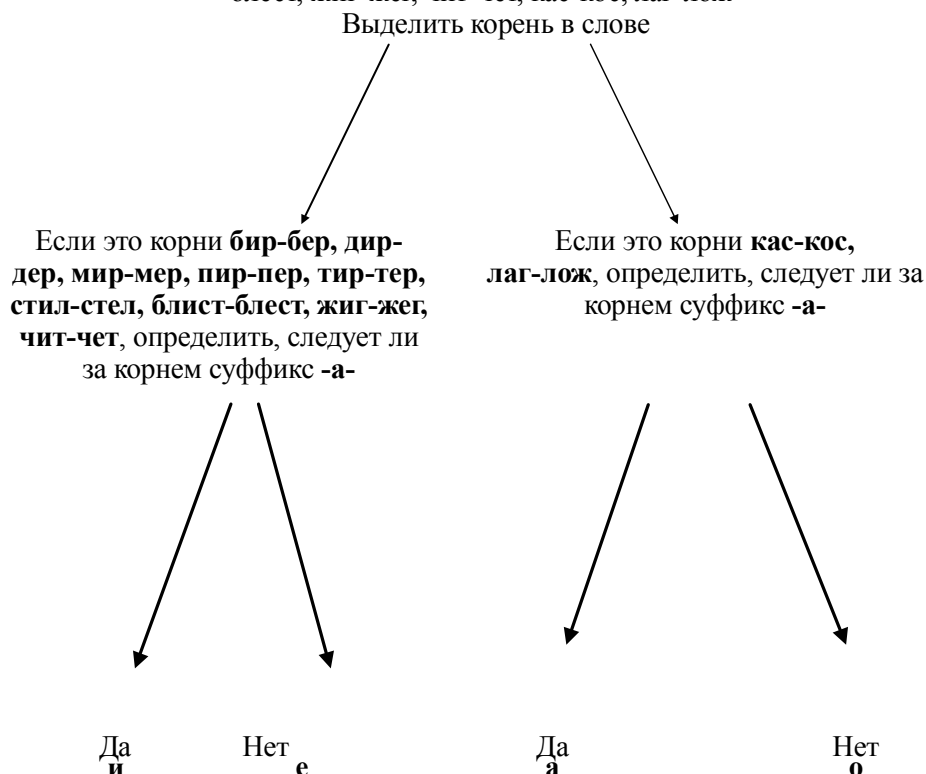 Выделить корень в слове
Если это корни бир-бер, дир-
дер, мир-мер, пир-пер, тир-тер,
стил-стел, блист-блест, жиг-жег,
чит-чет, определить, следует ли
за корнем суффикс -а-
Если это корни кас-кос,
лаг-лож, определить, следует ли за
корнем суффикс -а-
Да Нет Да Нет
и е а о